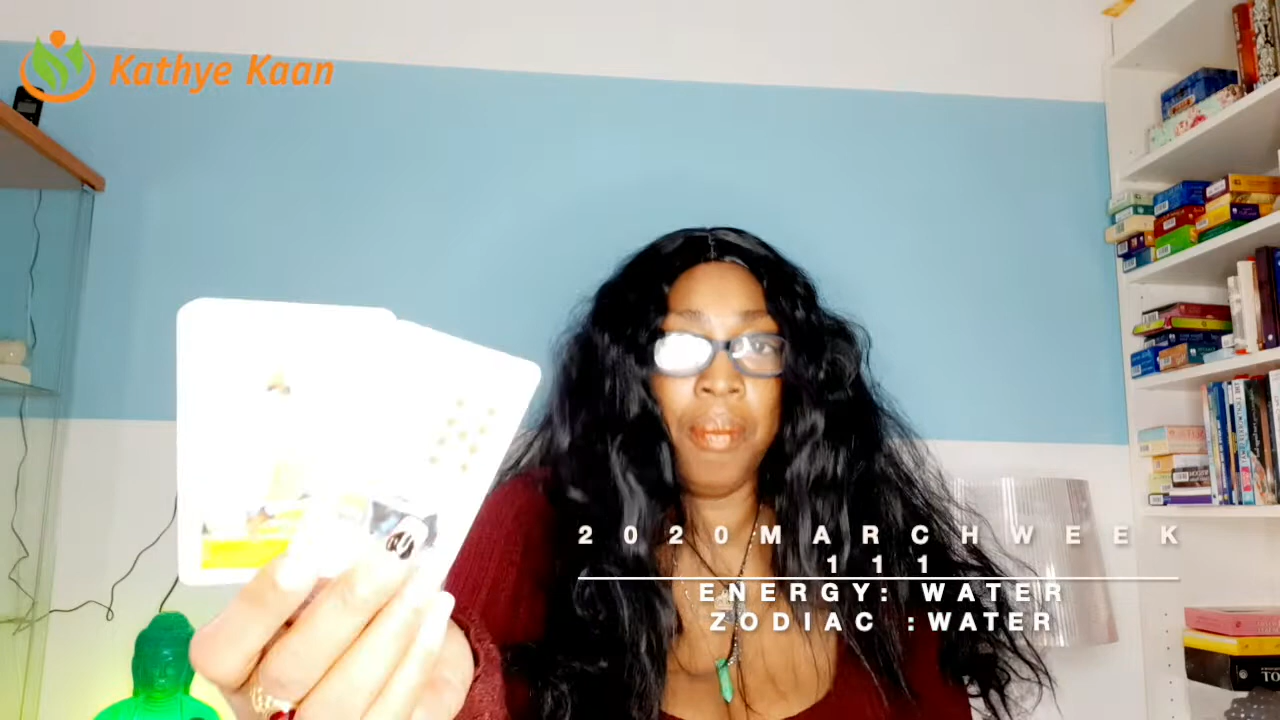 Kathye Kaan
2020MARCHWEEK
111
ENERGY: WATER
ZODIAC :WATER